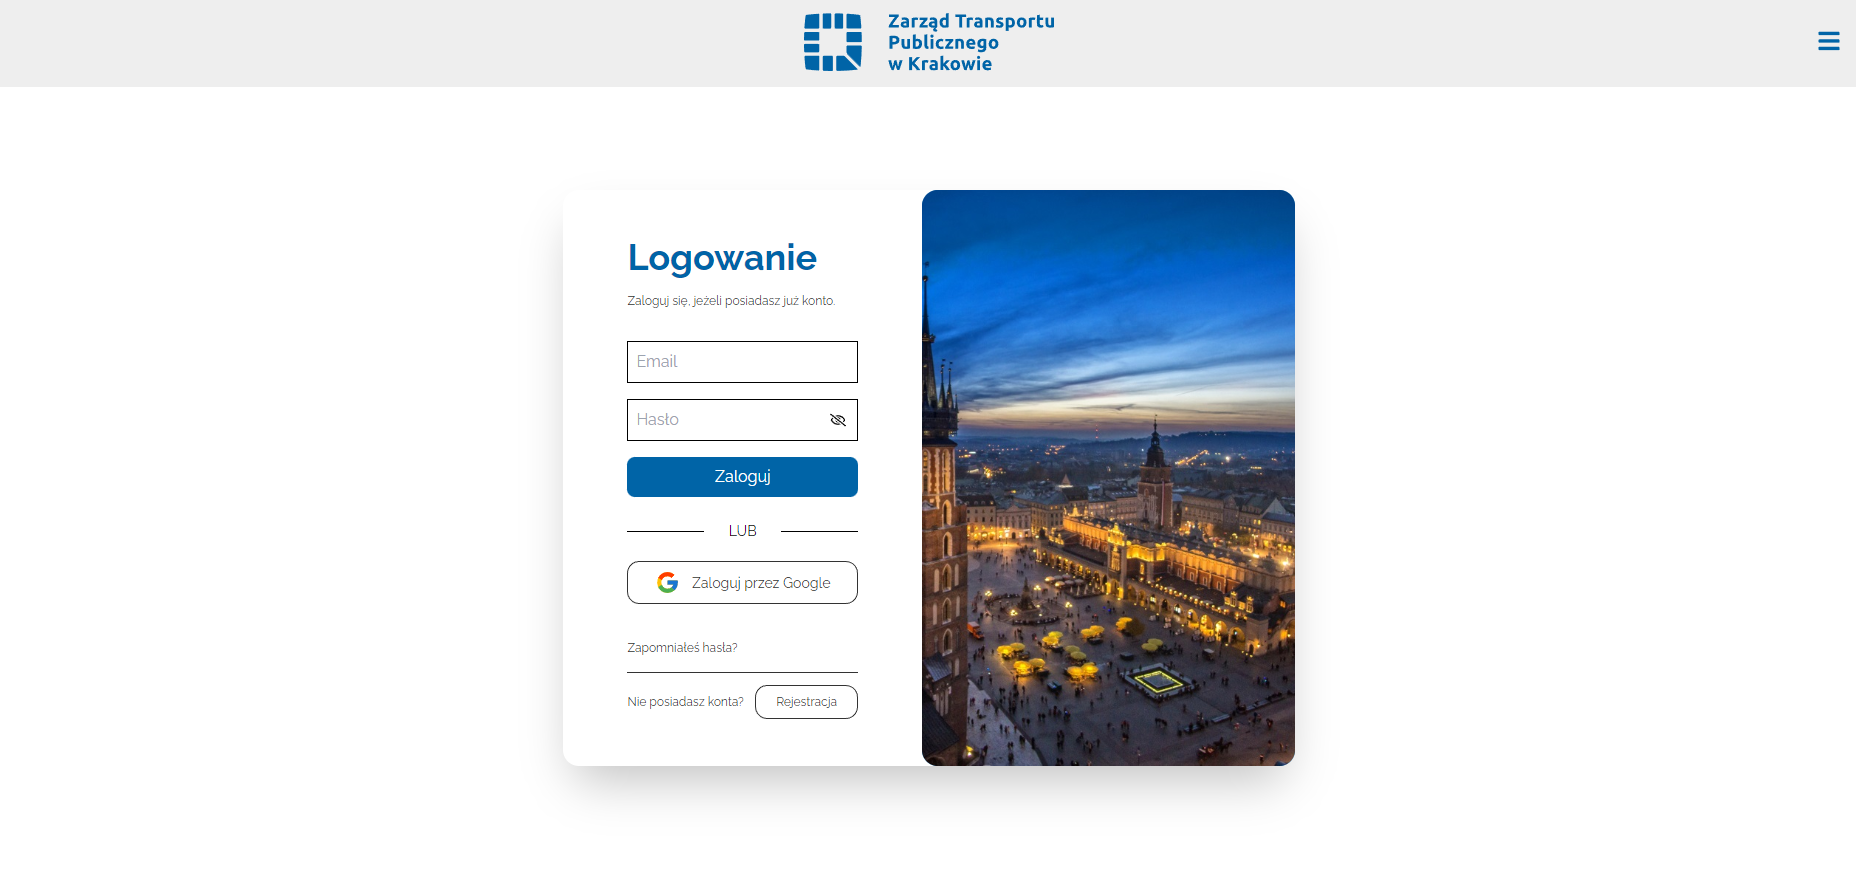 Zarząd Transportu
Publicznego
w Krakowie
Logowanie
Zaloguj się, jeżeli posiadasz już konto.
Email
Hasło
Zaloguj
LUB
Zaloguj przez Google
Zapomniałeś hasła?
Nie posiadasz konta?
Rejestracja